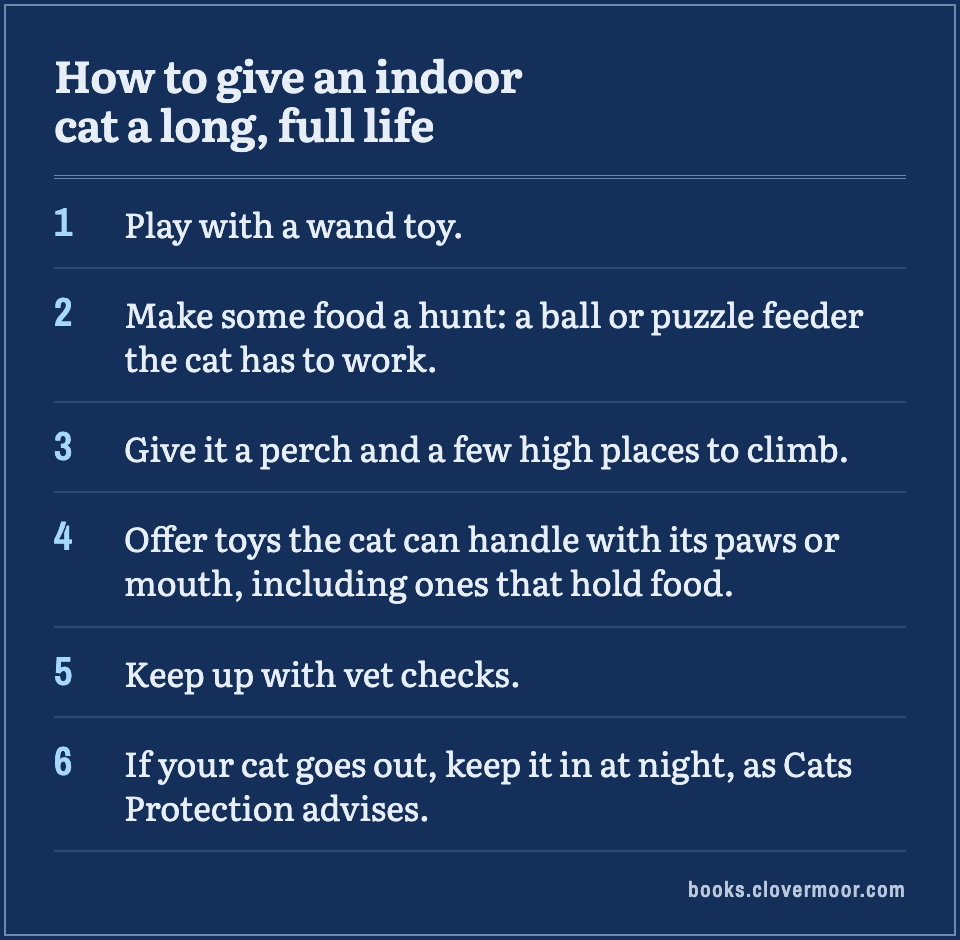 How to give an indoor
cat a long, full life
1 Play with a wand toy.
2 Make some food a hunt: a ball or puzzle feeder
the cat has to work.
3 Give it a perch and a few high places to climb.
4 Offer toys the cat can handle with its paws or
mouth, including ones that hold food.
5 Keep up with vet checks.
6 If your cat goes out, keep it in at night, as Cats
Protection advises.
books.clovermoor.com